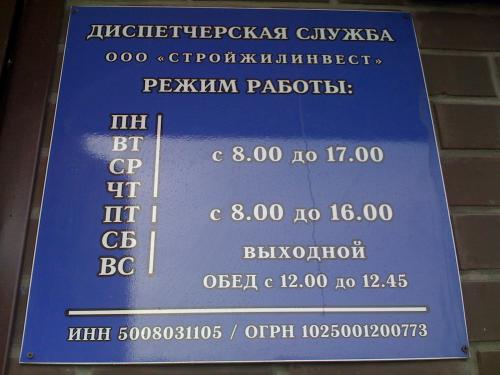 ДИСПЕТЧЕРСКАЯ СЛУЖБА
ООО «СТРОЙЖИЛИНВЕСТ»
РЕЖИМ РАБОТЫ:
ПН
ВТ
СР
ЧТ
с 8.00 до 17.00
ПТ
с 8.00 до 16.00
СБ
ВС
ВЫХОДНОЙ
ОБЕД с 12.00 до 12.45
ИНН 5008031105 / ОГРН 1025001200773